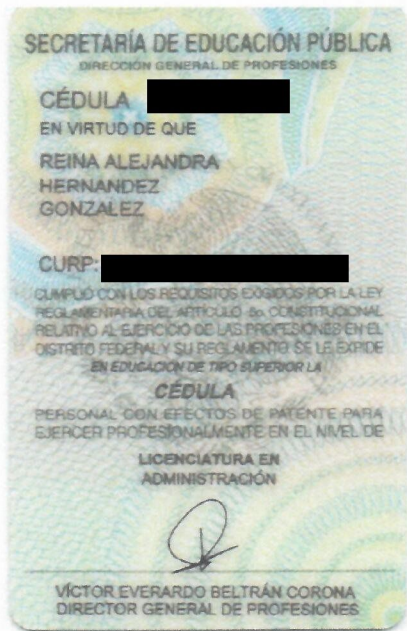 SECRETARÍA DE EDUCACIÓN PÚBLICA
DIRECCIÓN GENERAL DE PROFESIONES
CÉDULA
EN VIRTUD DE QUE
REINA ALEJANDRA
HERNANDEZ
GONZALEZ
CURP:
CUMPLIÓ CON LOS REQUISITOS EXIGIDOS POR LA LEY
REGLAMENTARIA DEL ARTÍCULO 5o. CONSTITUCIONAL
RELATIVO AL EJERCICIO DE LAS PROFESIONES EN EL
DISTRITO FEDERAL Y SU REGLAMENTO SE LE EXPIDE
EN EDUCACIÓN DE TIPO SUPERIOR LA
CÉDULA
PERSONAL CON EFECTOS DE PATENTE PARA
EJERCER PROFESIONALMENTE EN EL NIVEL DE
LICENCIATURA EN
ADMINISTRACIÓN
VÍCTOR EVERARDO BELTRÁN CORONA
DIRECTOR GENERAL DE PROFESIONES